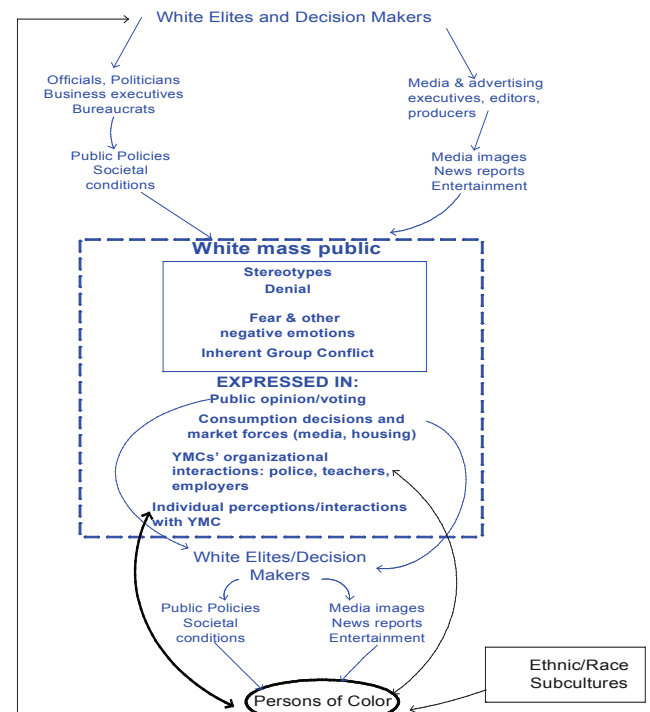 White Elites and Decision Makers
Officials, Politicians
Business executives
Bureaucrats
Media & advertising
executives, editors,
producers
Public Policies
Societal
conditions
Media images
News reports
Entertainment
White mass public
Stereotypes
Denial
Fear & other
negative emotions
Inherent Group Conflict
EXPRESSED IN:
Public opinion/voting
Consumption decisions and
market forces (media, housing)
YMCs' organizational
interactions: police, teachers,
employers
Individual perceptions/interactions
with YMC
White Elites/Decision
Makers
Public Policies
Societal
conditions
Media images
News reports
Entertainment
Ethnic/Race
Subcultures
Persons of Color